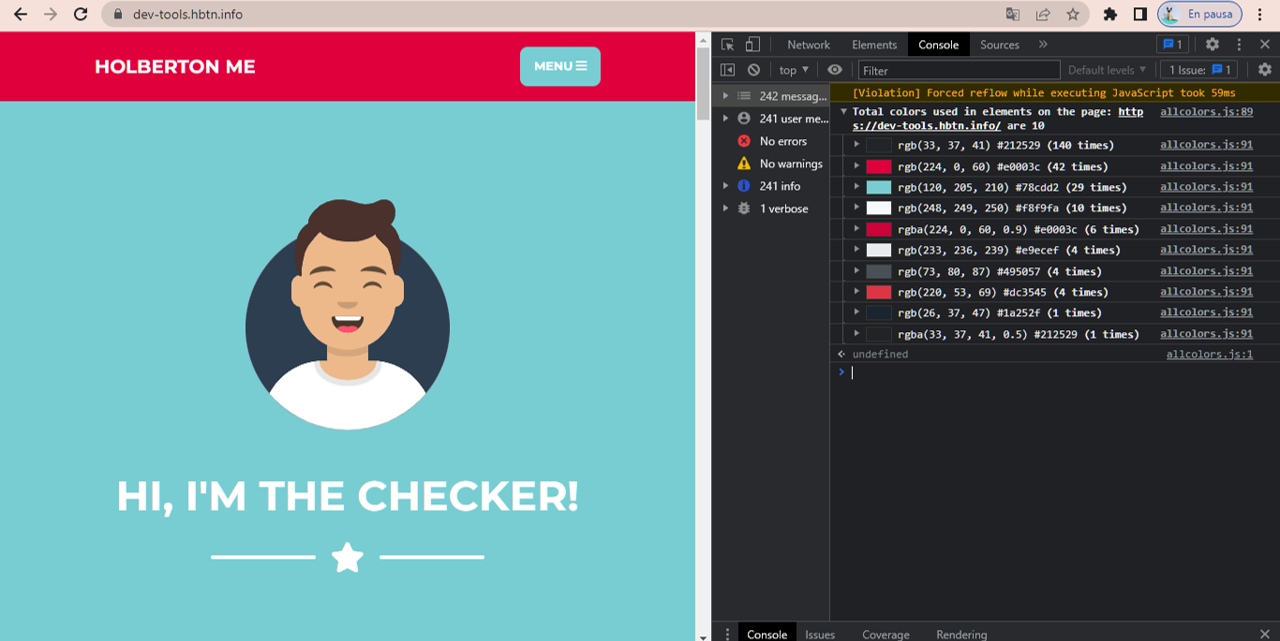 dev-tools.hbtn.info
En pausa
HOLBERTON ME
MENU
HI, I'M THE CHECKER!
Network Elements Console Sources » 1
top ▼ Filter Default levels ▼ 1 Issue: 1
242 messag...
241 user me...
No errors
No warnings
241 info
1 verbose
[Violation] Forced reflow while executing JavaScript took 59ms
Total colors used in elements on the page: http allcolors.js:89
s://dev-tools.hbtn.info/ are 10
rgb(33, 37, 41) #212529 (140 times) allcolors.js:91
rgb(224, 0, 60) #e0003c (42 times) allcolors.js:91
rgb(120, 205, 210) #78cdd2 (29 times) allcolors.js:91
rgb(248, 249, 250) #f8f9fa (10 times) allcolors.js:91
rgba(224, 0, 60, 0.9) #e0003c (6 times) allcolors.js:91
rgb(233, 236, 239) #e9ecef (4 times) allcolors.js:91
rgb(73, 80, 87) #495057 (4 times) allcolors.js:91
rgb(220, 53, 69) #dc3545 (4 times) allcolors.js:91
rgb(26, 37, 47) #1a252f (1 times) allcolors.js:91
rgba(33, 37, 41, 0.5) #212529 (1 times) allcolors.js:91
undefined allcolors.js:1
Console Issues Coverage Rendering